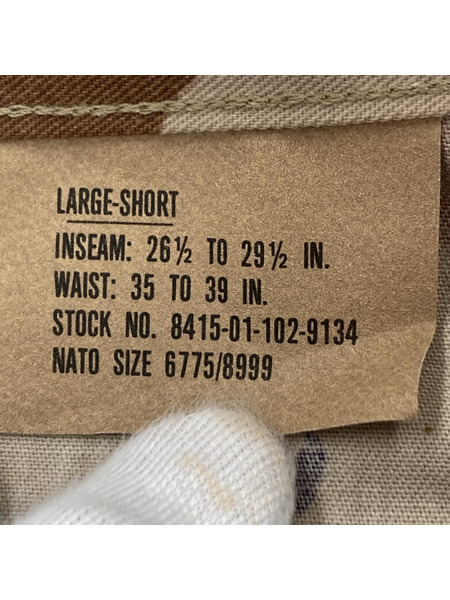 LARGE-SHORT
INSEAM: 26½ TO 29½ IN.
WAIST: 35 TO 39 IN.
STOCK NO. 8415-01-102-9134
NATO SIZE 6775/8999